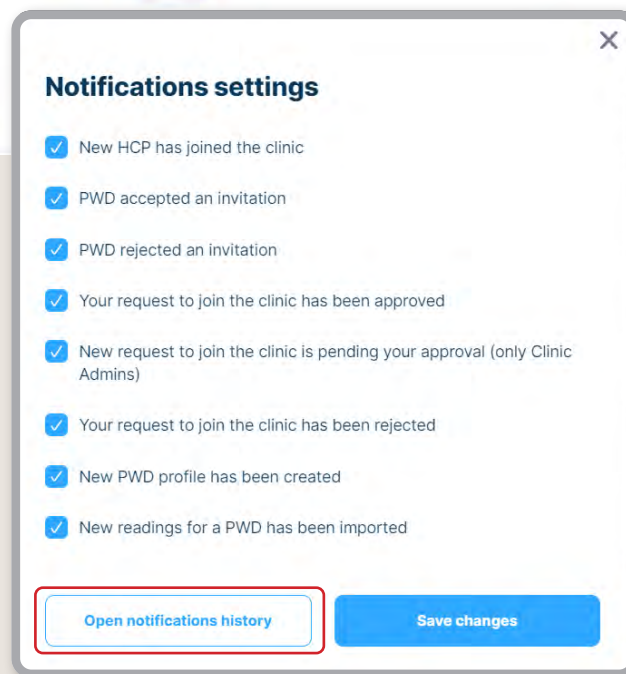 Notifications settings
New HCP has joined the clinic
PWD accepted an invitation
PWD rejected an invitation
Your request to join the clinic has been approved
New request to join the clinic is pending your approval (only Clinic
Admins)
Your request to join the clinic has been rejected
New PWD profile has been created
New readings for a PWD has been imported
Open notifications history
Save changes